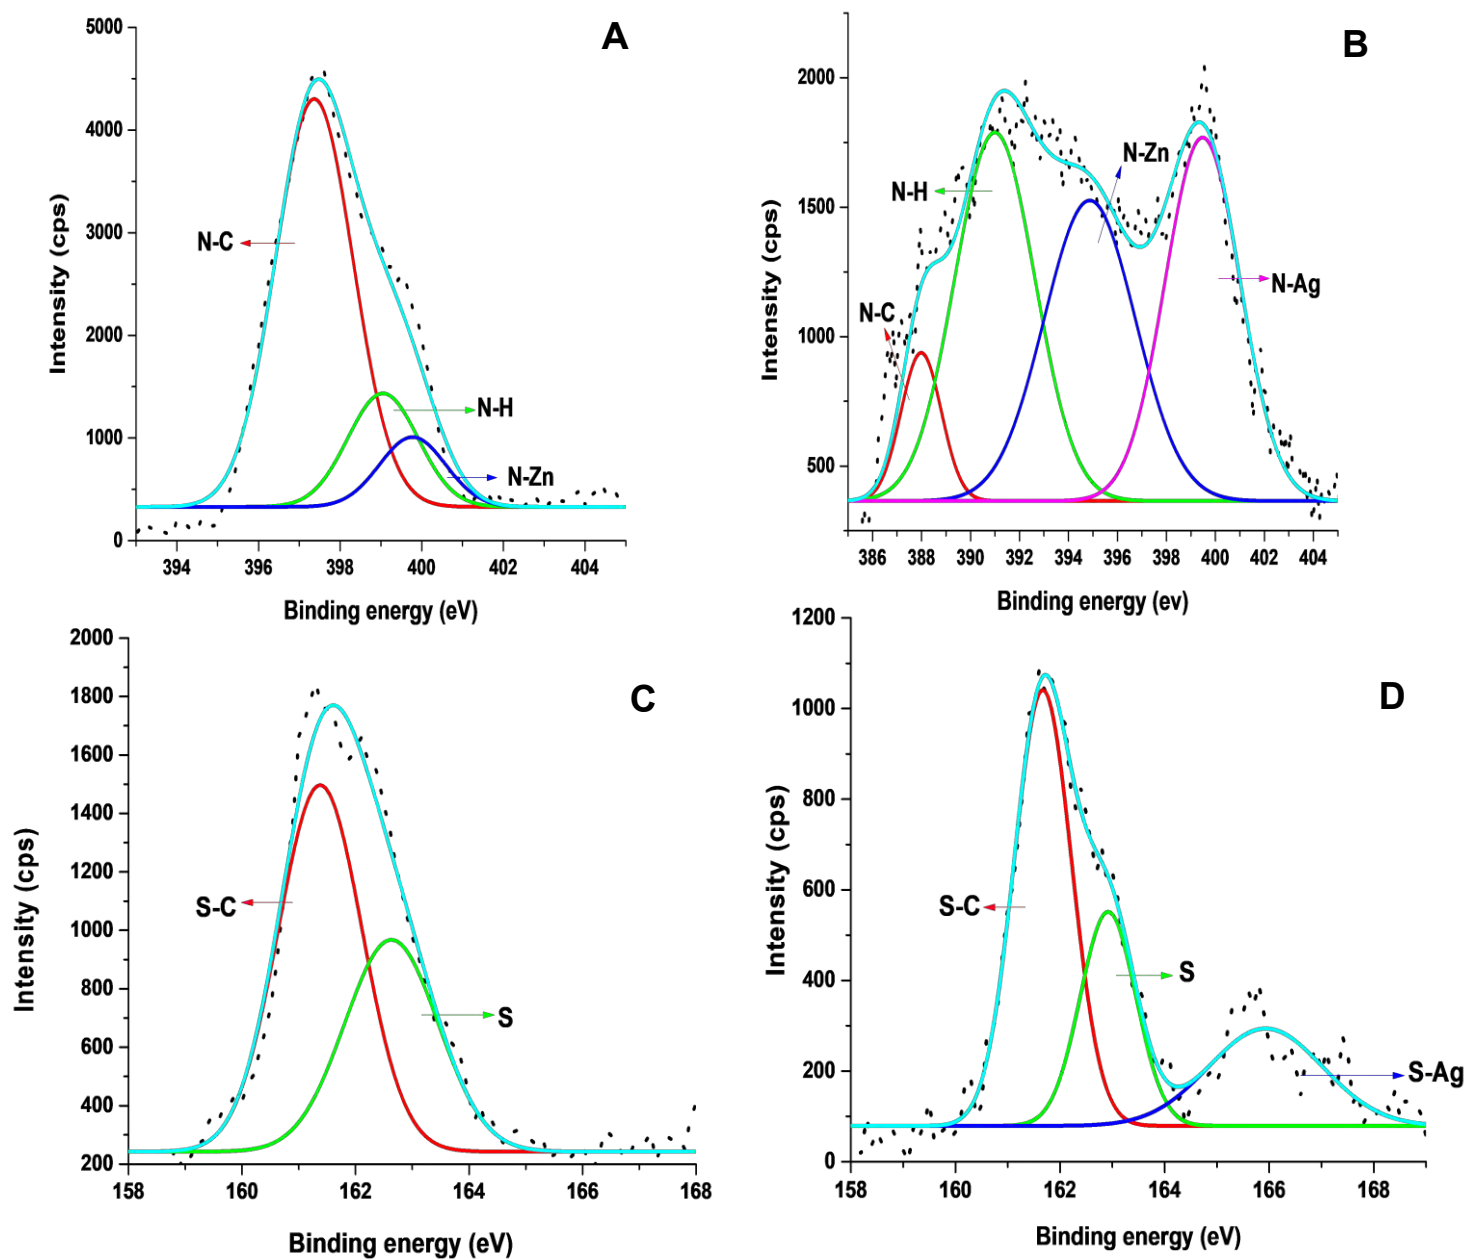 A
Intensity (cps)
5000
4000
3000
2000
1000
0
N-C
N-H
N-Zn
394 396 398 400 402 404
Binding energy (eV)
B
Intensity (cps)
2000
1500
1000
500
N-H
N-Zn
N-C
N-Ag
386 388 390 392 394 396 398 400 402 404
Binding energy (ev)
C
Intensity (cps)
2000
1800
1600
1400
1200
1000
800
600
400
200
S-C
S
158 160 162 164 166 168
Binding energy (eV)
D
Intensity (cps)
1200
1000
800
600
400
200
0
S-C
S
S-Ag
158 160 162 164 166 168
Binding energy (eV)